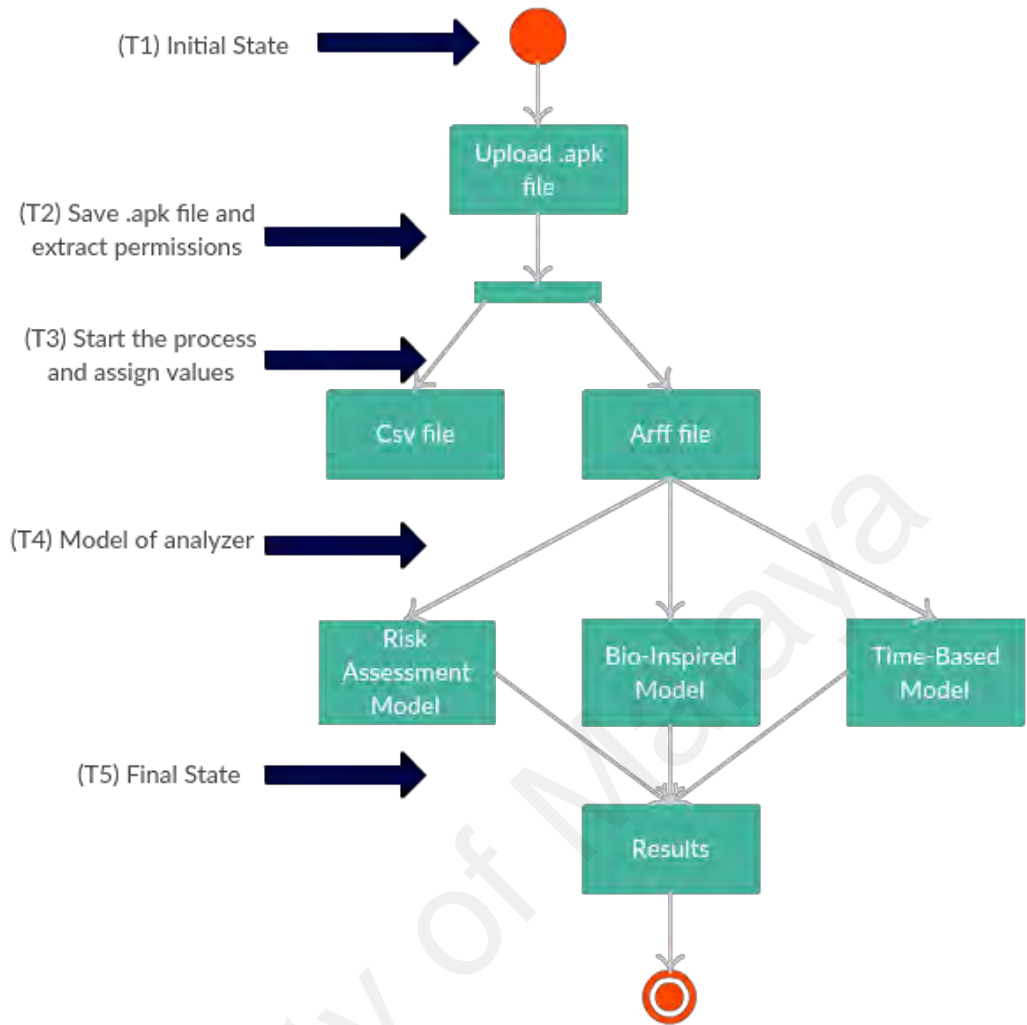 (T1) Initial State
Upload .apk
file
(T2) Save .apk file and
extract permissions
(T3) Start the process
and assign values
Csv file
Arff file
(T4) Model of analyzer
Risk
Assessment
Model
Bio-Inspired
Model
Time-Based
Model
(T5) Final State
Results
of Malaya